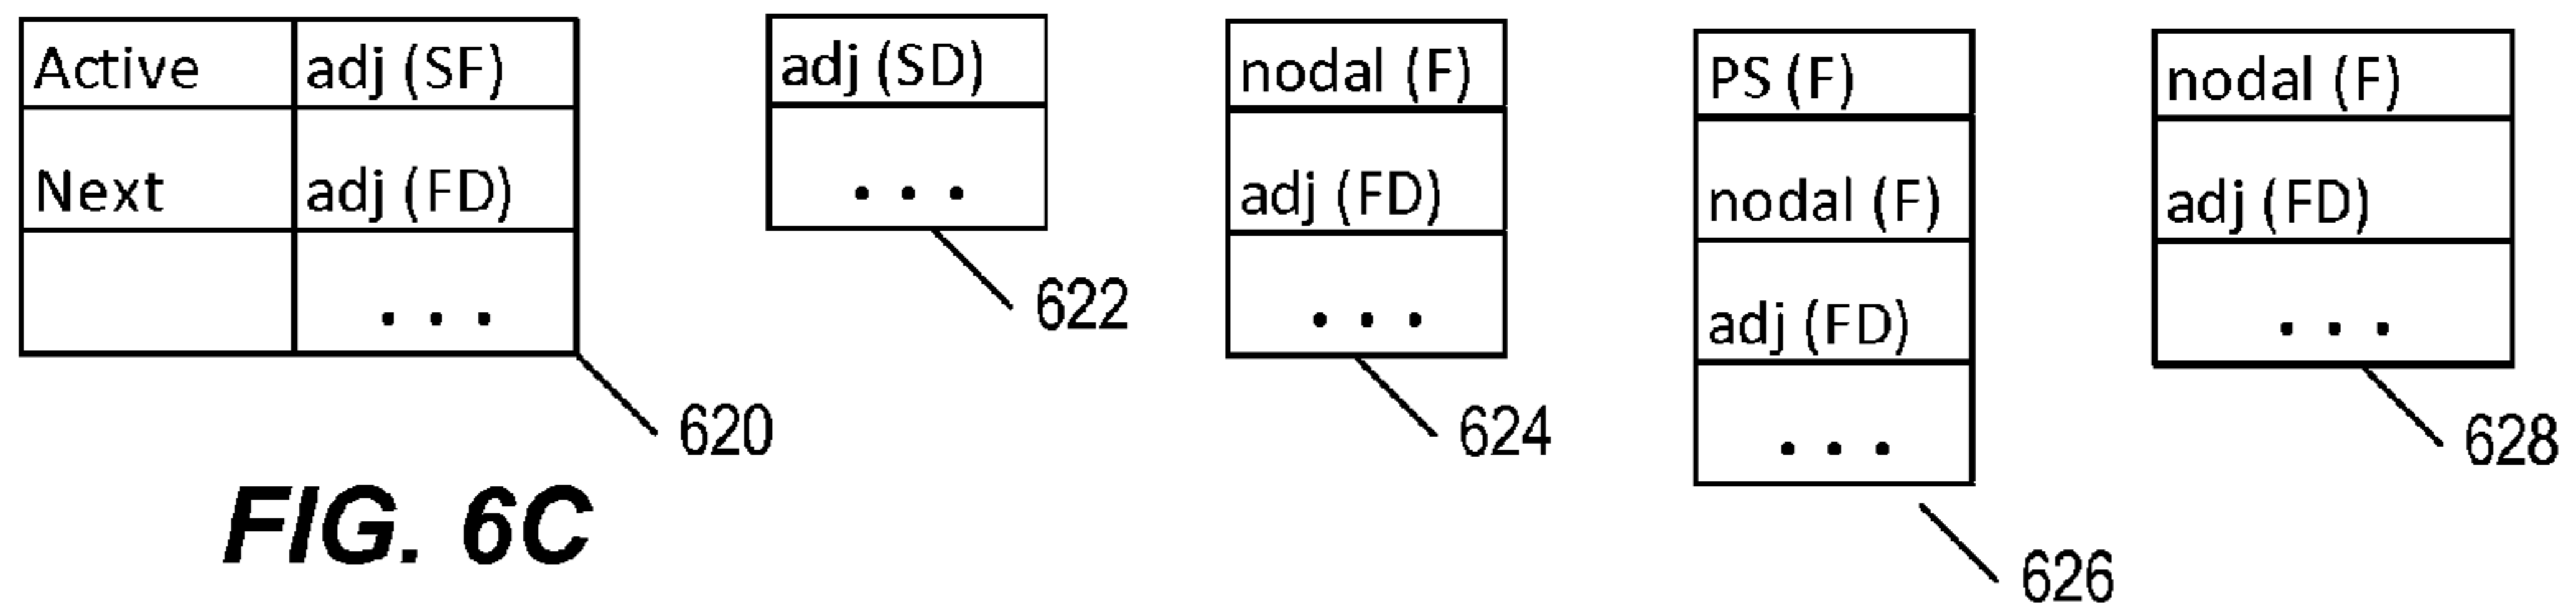 Active adj (SF)
Next adj (FD)
. . .
620
adj (SD)
. . .
622
nodal (F)
adj (FD)
. . .
624
PS (F)
nodal (F)
adj (FD)
. . .
626
nodal (F)
adj (FD)
. . .
628
FIG. 6C